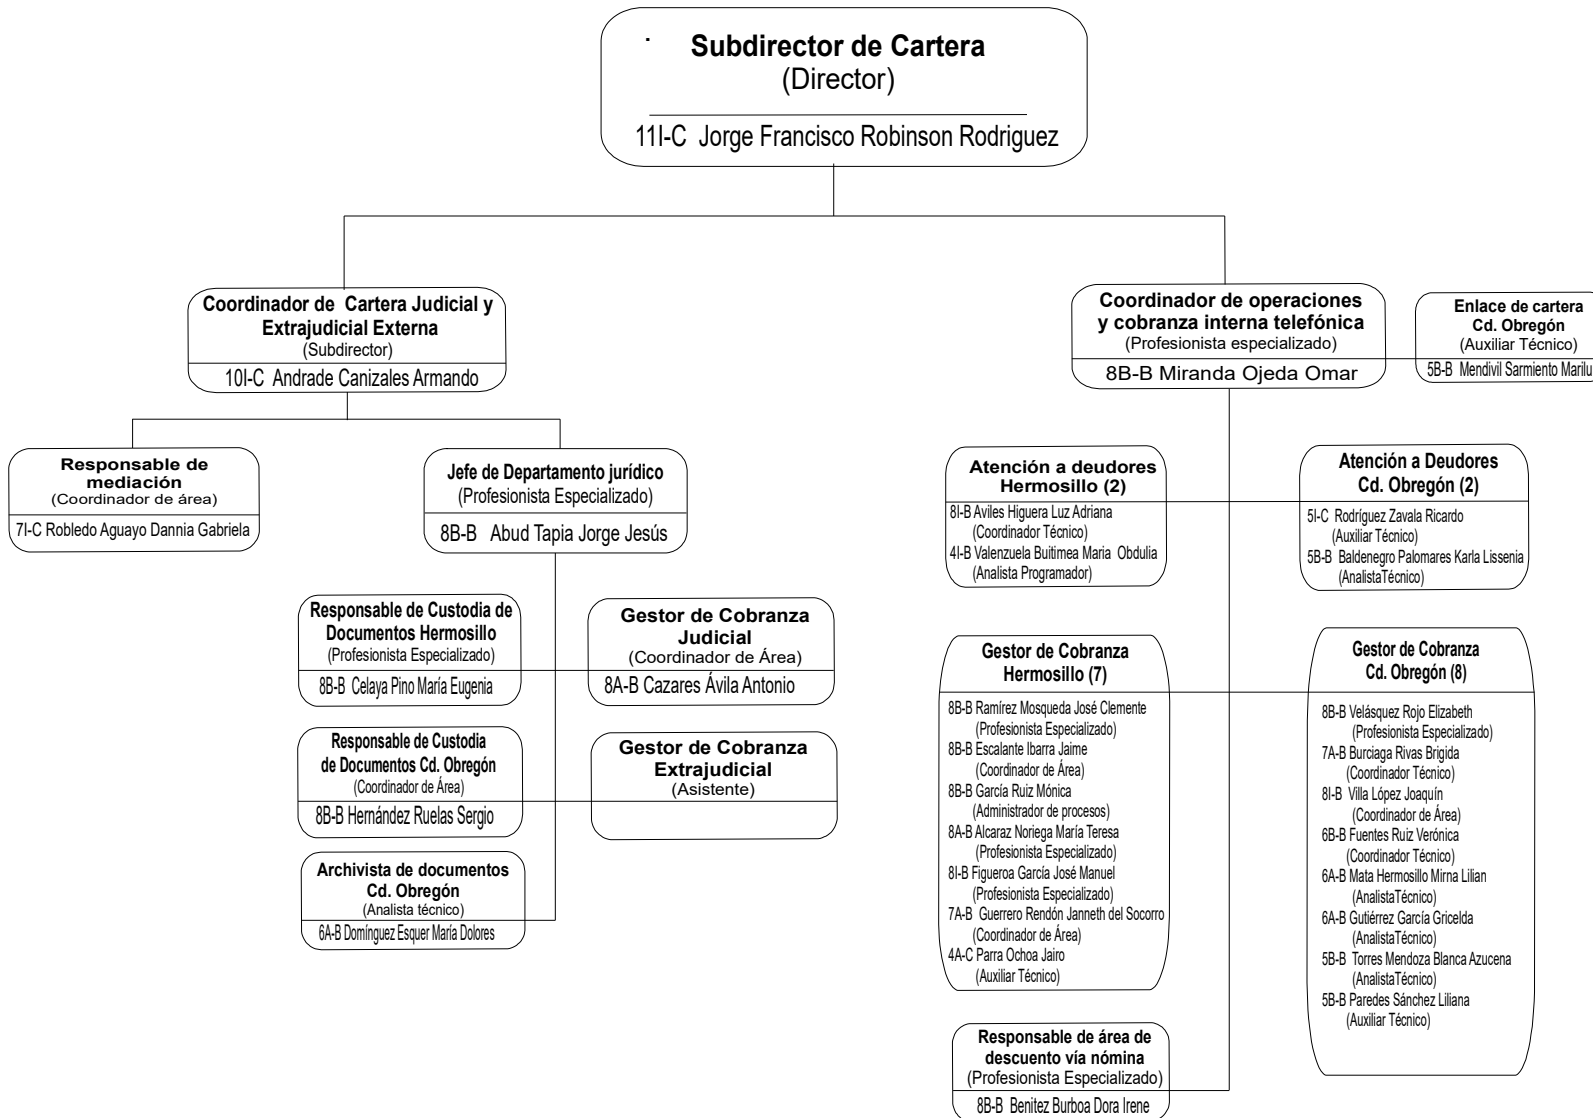 Subdirector de Cartera
(Director)
11I-C Jorge Francisco Robinson Rodriguez
Coordinador de Cartera Judicial y
Extrajudicial Externa
(Subdirector)
10I-C Andrade Canizales Armando
Coordinador de operaciones
y cobranza interna telefónica
(Profesionista especializado)
8B-B Miranda Ojeda Omar
Enlace de cartera
Cd. Obregón
(Auxiliar Técnico)
5B-B Mendivil Sarmiento Marilu
Responsable de
mediación
(Coordinador de área)
7I-C Robledo Aguayo Dannia Gabriela
Jefe de Departamento jurídico
(Profesionista Especializado)
8B-B Abud Tapia Jorge Jesús
Atención a deudores
Hermosillo (2)
8I-B Aviles Higuera Luz Adriana
(Coordinador Técnico)
4I-B Valenzuela Buitimea Maria Obdulia
(Analista Programador)
Atención a Deudores
Cd. Obregón (2)
5I-C Rodríguez Zavala Ricardo
(Auxiliar Técnico)
5B-B Baldenegro Palomares Karla Lissenia
(AnalistaTécnico)
Responsable de Custodia de
Documentos Hermosillo
(Profesionista Especializado)
8B-B Celaya Pino María Eugenia
Gestor de Cobranza
Judicial
(Coordinador de Área)
8A-B Cazares Ávila Antonio
Responsable de Custodia
de Documentos Cd. Obregón
(Coordinador de Área)
8B-B Hernández Ruelas Sergio
Gestor de Cobranza
Extrajudicial
(Asistente)
Archivista de documentos
Cd. Obregón
(Analista técnico)
6A-B Domínguez Esquer María Dolores
Gestor de Cobranza
Hermosillo (7)
8B-B Ramírez Mosqueda José Clemente
(Profesionista Especializado)
8B-B Escalante Ibarra Jaime
(Coordinador de Área)
8B-B García Ruiz Mónica
(Administrador de procesos)
8A-B Alcaraz Noriega María Teresa
(Profesionista Especializado)
8I-B Figueroa García José Manuel
(Profesionista Especializado)
7A-B Guerrero Rendón Janneth del Socorro
(Coordinador de Área)
4A-C Parra Ochoa Jairo
(Auxiliar Técnico)
Gestor de Cobranza
Cd. Obregón (8)
8B-B Velásquez Rojo Elizabeth
(Profesionista Especializado)
7A-B Burciaga Rivas Brigida
(Coordinador Técnico)
8I-B Villa López Joaquín
(Coordinador de Área)
6B-B Fuentes Ruiz Verónica
(Coordinador Técnico)
6A-B Mata Hermosillo Mirna Lilian
(AnalistaTécnico)
6A-B Gutiérrez García Gricelda
(AnalistaTécnico)
5B-B Torres Mendoza Blanca Azucena
(AnalistaTécnico)
5B-B Paredes Sánchez Liliana
(Auxiliar Técnico)
Responsable de área de
descuento vía nómina
(Profesionista Especializado)
8B-B Benitez Burboa Dora Irene